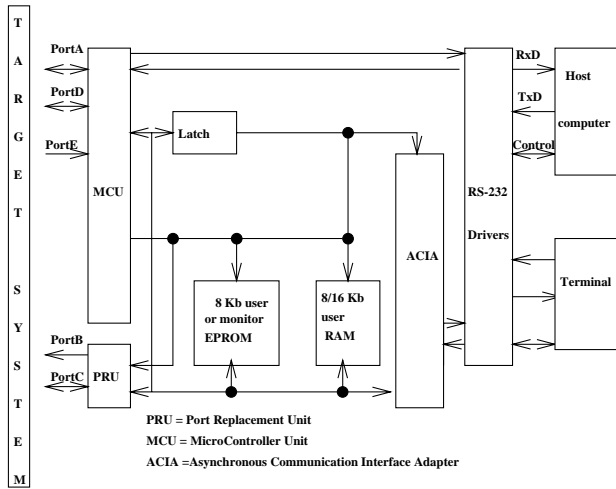 TARGET SYSTEM
PortA
PortD
PortE
MCU
PortB
PortC
PRU
Latch
8 Kb user
or monitor
EPROM
8/16 Kb
user
RAM
ACIA
RS-232
Drivers
RxD
TxD
Control
Host
computer
Terminal
PRU = Port Replacement Unit
MCU = MicroController Unit
ACIA =Asynchronous Communication Interface Adapter